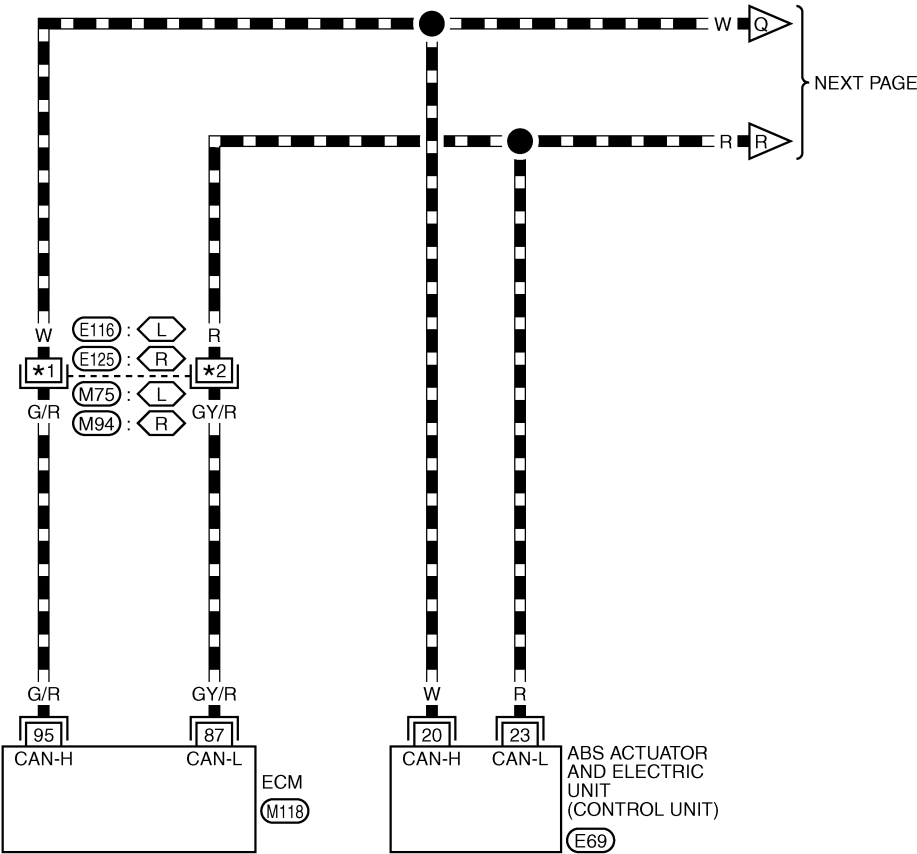 W Q
NEXT PAGE
R R
W E116 : L R
E125 : R
*1 *2
M75 : L
G/R GY/R
M94 : R
G/R GY/R W R
95 87 20 23
CAN-H CAN-L CAN-H CAN-L
ABS ACTUATOR
AND ELECTRIC
UNIT
(CONTROL UNIT)
ECM
M118
E69